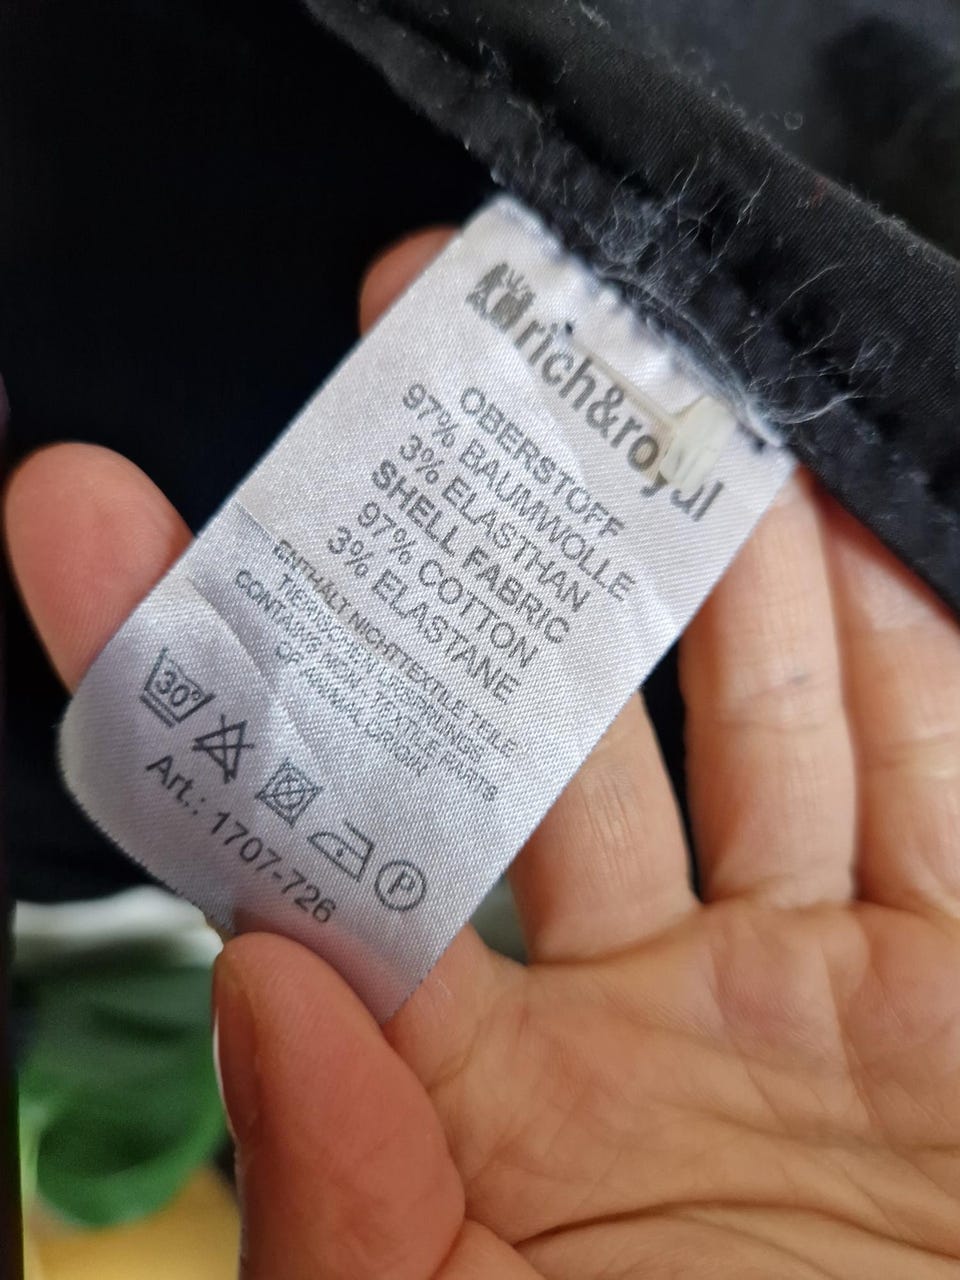 rich&royal
OBERSTOFF
97% BAUMWOLLE
3% ELASTHAN
SHELL FABRIC
97% COTTON
3% ELASTANE
ENTHÄLT NICHTTEXTILE TEILE
TIERISCHEN URSPRUNGS
CONTAINS NON-TEXTILE PARTS
OF ANIMAL ORIGIN
30°
P
Art.: 1707-726